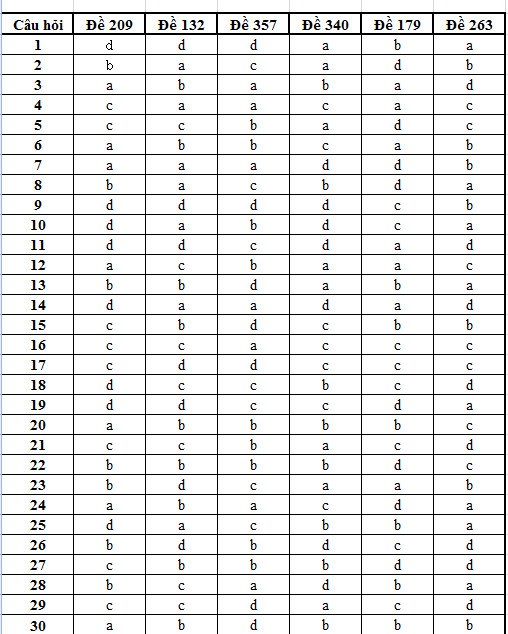 Câu hỏi Đề 209 Đề 132 Đề 357 Đề 340 Đề 179 Đề 263
1 d d d a b a
2 b a c a d b
3 a b a b a d
4 c a a c a c
5 c c b a d c
6 a b b c a b
7 a a a d d b
8 b a c b d a
9 d d d d c b
10 d a b d c a
11 d d c d a d
12 a c b a a c
13 b b d a b a
14 d a a d a d
15 c b d c b b
16 c c a c c c
17 c d d c c c
18 d c c b c d
19 d d c c d a
20 a b b b b c
21 c c b a c d
22 b b b b d c
23 b d c a a b
24 a b a c d a
25 d a c b b a
26 b d b d c d
27 c b b b d d
28 b c a d b a
29 c c d a c d
30 a b d b b b